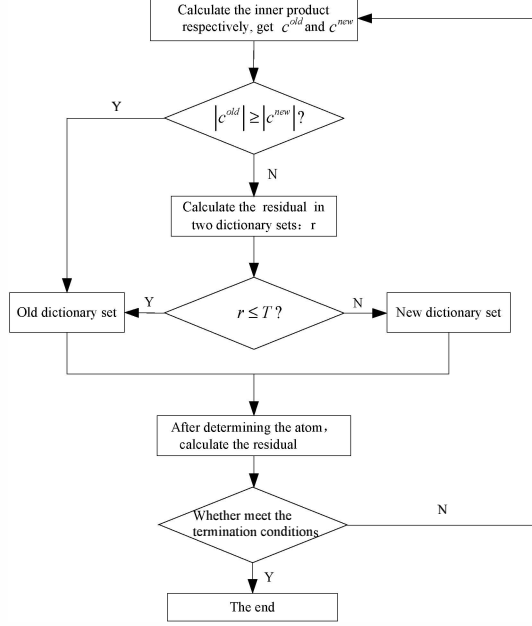 Calculate the inner product
respectively, get c^old and c^new
Y
|c^old| ≥ |c^new| ?
N
Calculate the residual in
two dictionary sets: r
Old dictionary set
Y
r ≤ T ?
N
New dictionary set
After determining the atom,
calculate the residual
Whether meet the
termination conditions
N
Y
The end